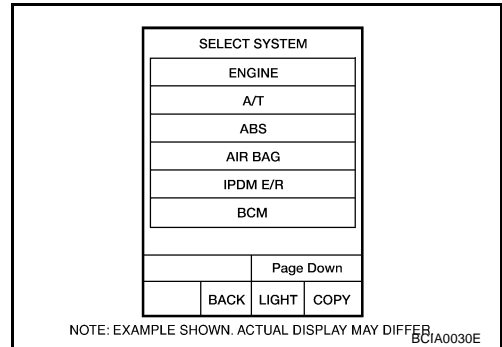 SELECT SYSTEM
ENGINE
A/T
ABS
AIR BAG
IPDM E/R
BCM
Page Down
BACK LIGHT COPY
NOTE: EXAMPLE SHOWN. ACTUAL DISPLAY MAY DIFFER.
BCIA0030E